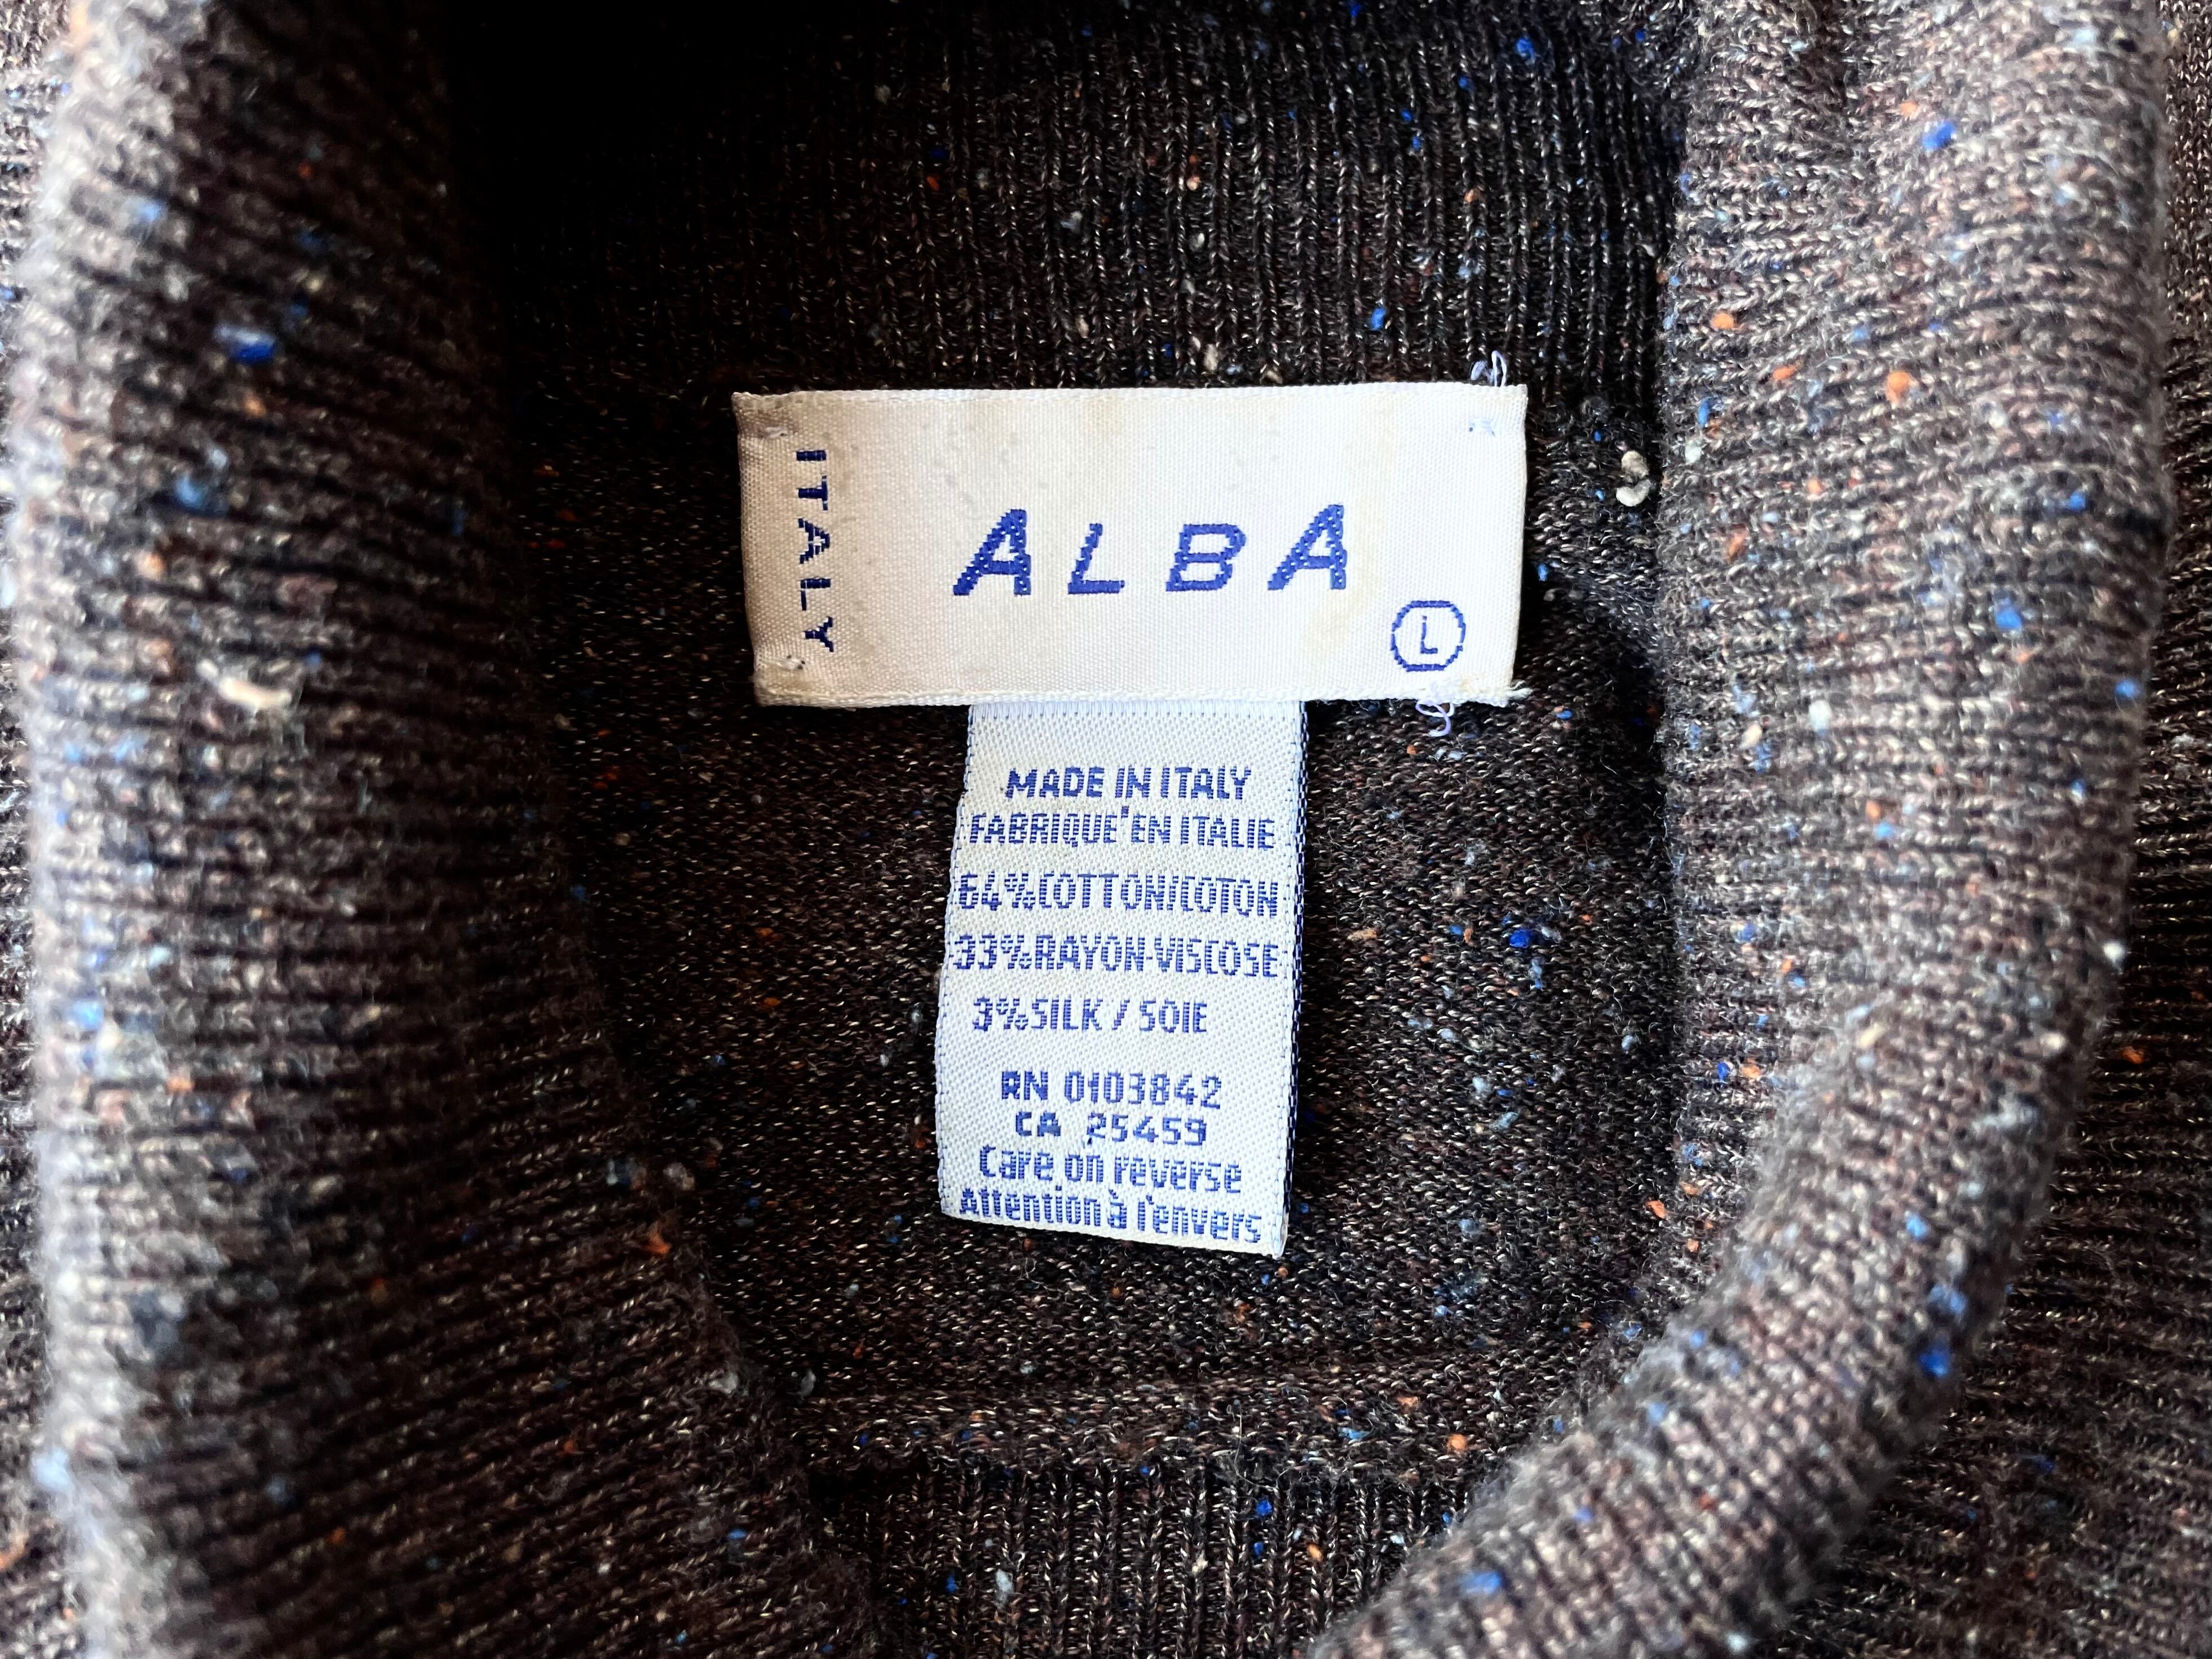 ITALY
ALBA
L
MADE IN ITALY
FABRIQUE' EN ITALIE
64% COTTON/COTON
33% RAYON-VISCOSE
3% SILK / SOIE
RN 0103842
CA 25459
Care on reverse
Attention à l'envers